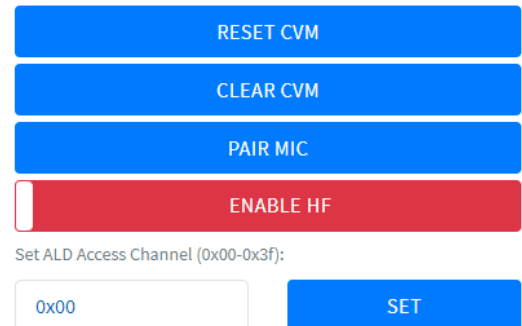 RESET CVM
CLEAR CVM
PAIR MIC
ENABLE HF
Set ALD Access Channel (0x00-0x3f):
0x00 SET